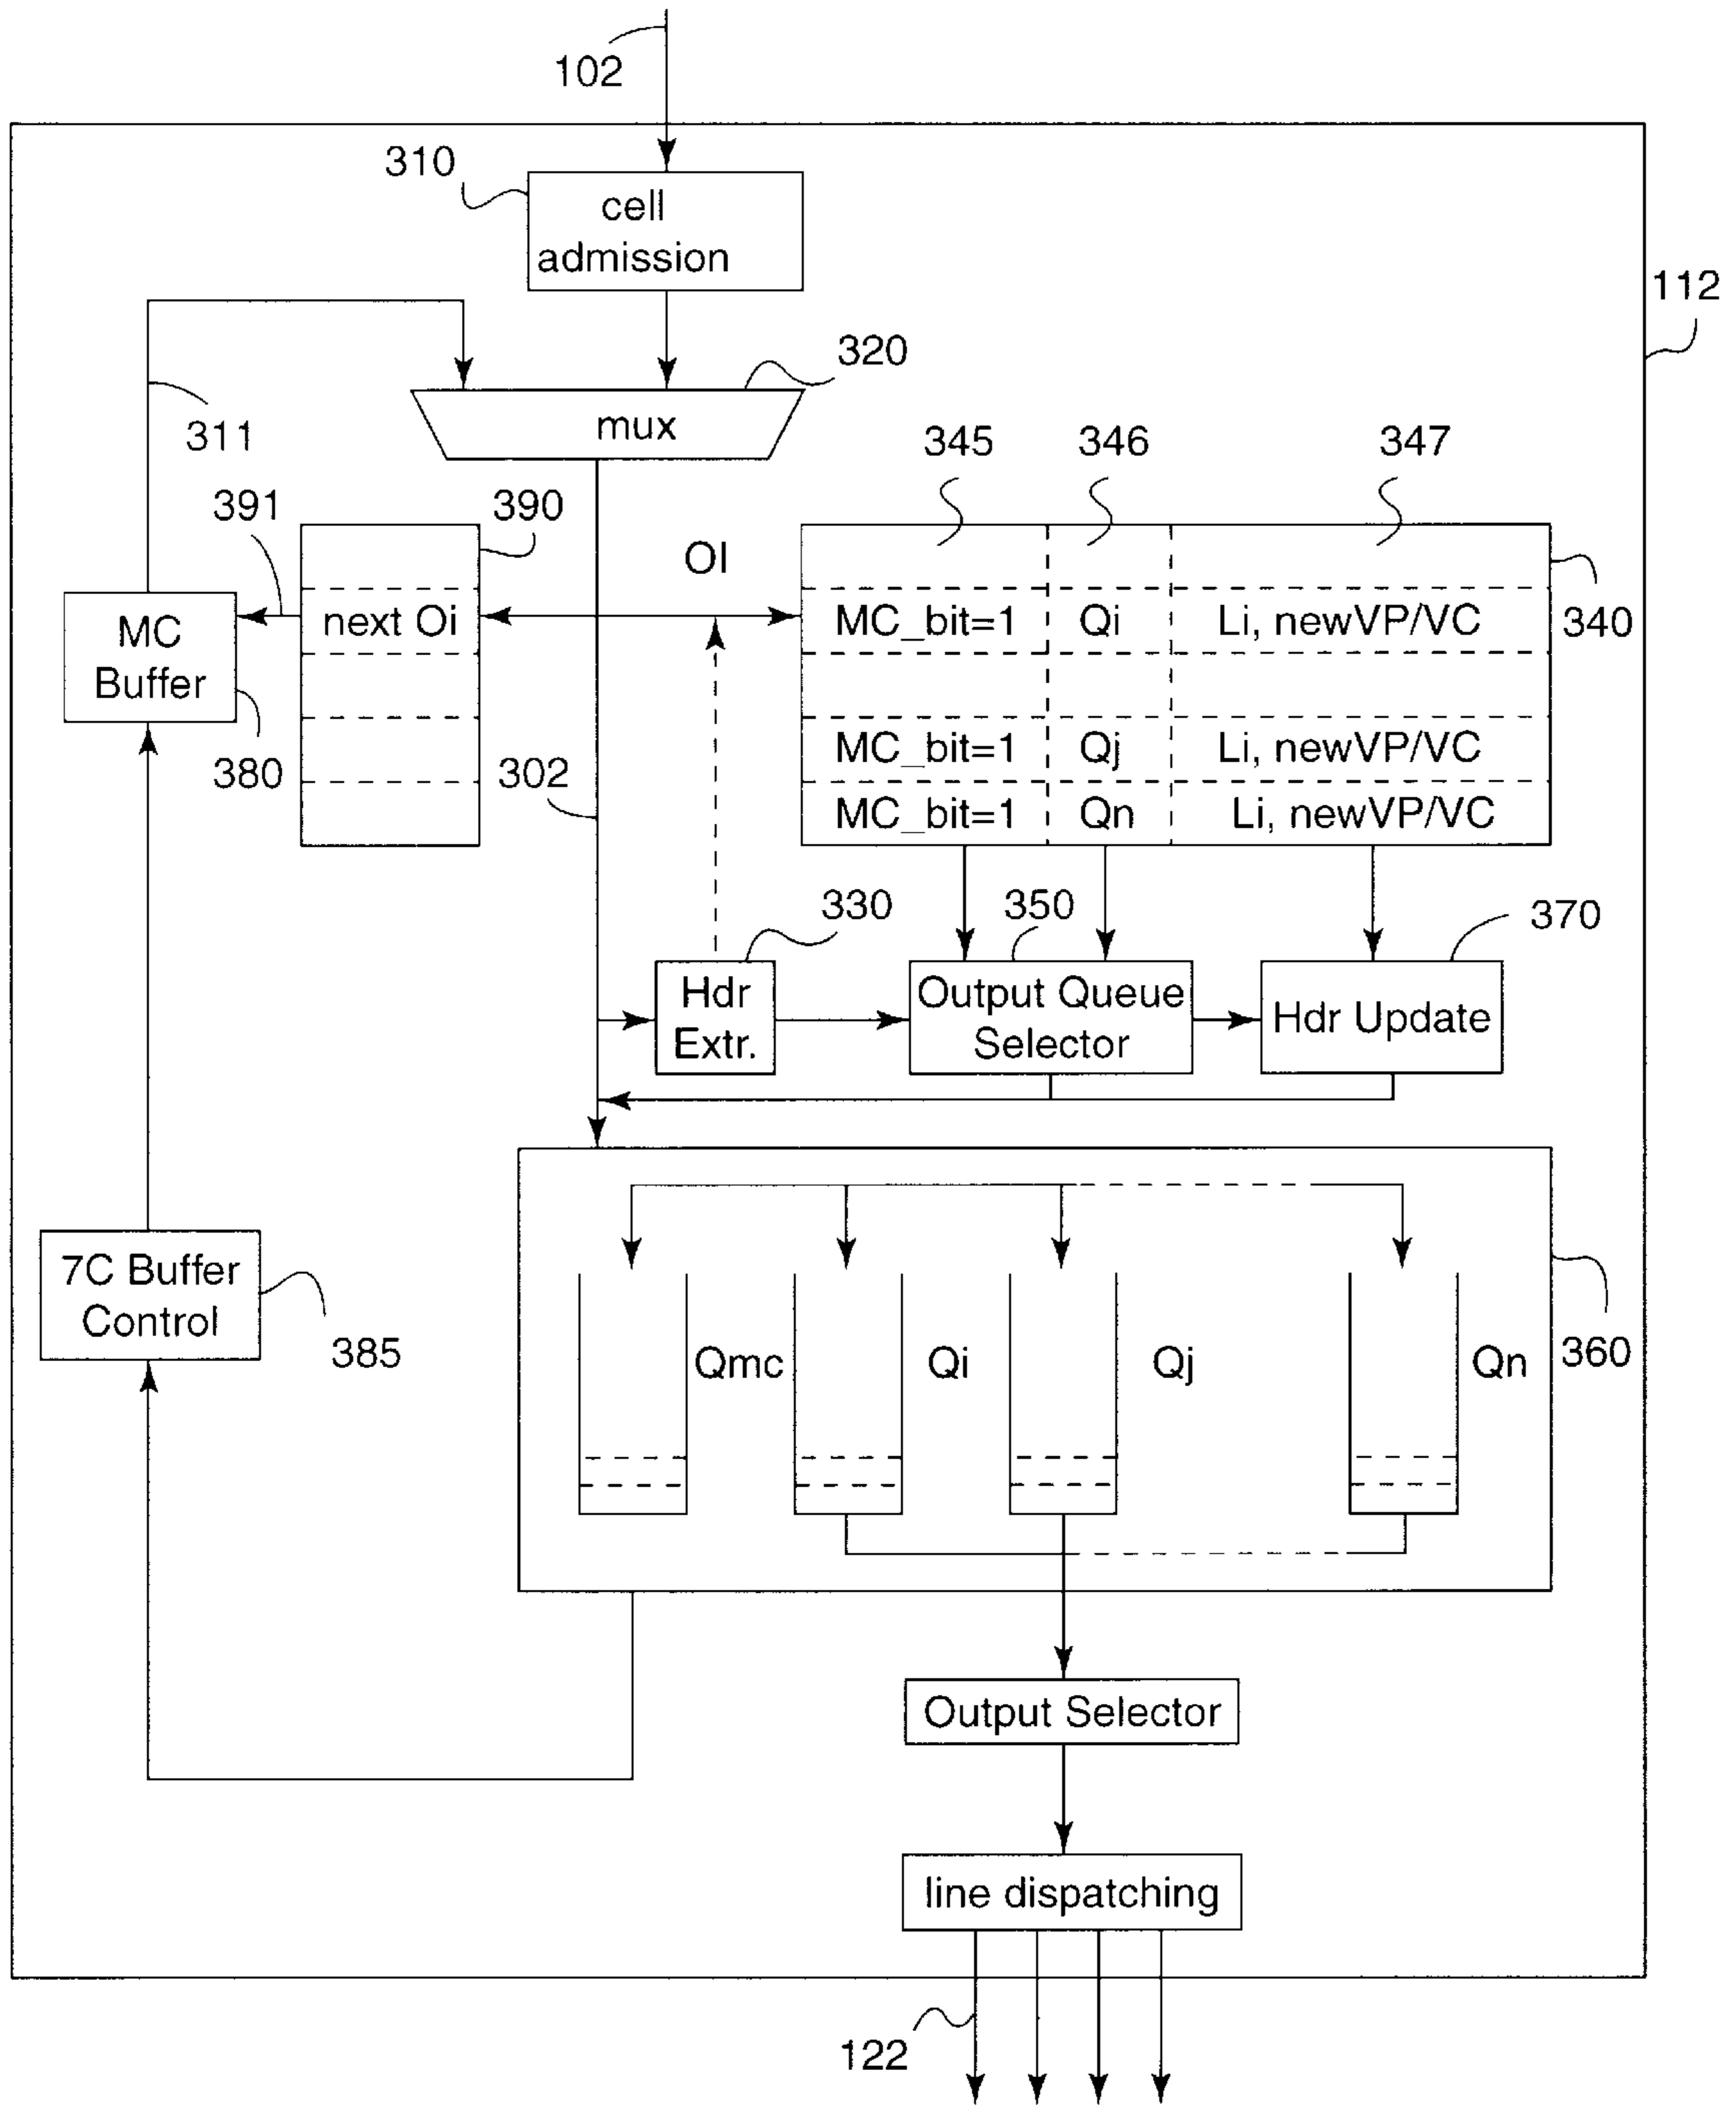 102
310
cell
admission
112
320
mux
311
345 346 347
391
390
OI
MC
Buffer
next Oi
MC_bit=1 Qi Li, newVP/VC
340
MC_bit=1 Qj Li, newVP/VC
380
302
MC_bit=1 Qn Li, newVP/VC
330
350
370
Hdr
Extr.
Output Queue
Selector
Hdr Update
7C Buffer
Control
385
Qmc
Qi
Qj
Qn
360
Output Selector
line dispatching
122